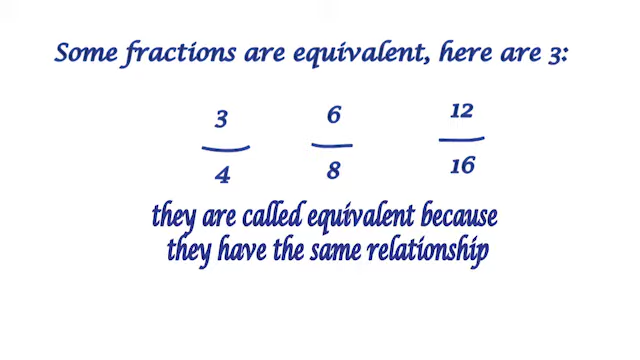 Some fractions are equivalent, here are 3:
3 6 12
4 8 16
they are called equivalent because
they have the same relationship